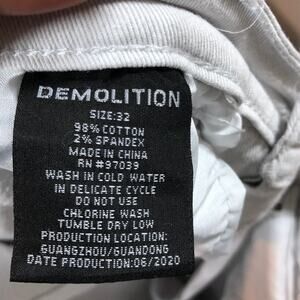 DEMOLITION
SIZE:32
98% COTTON
2% SPANDEX
MADE IN CHINA
RN #97039
WASH IN COLD WATER
IN DELICATE CYCLE
DO NOT USE
CHLORINE WASH
TUMBLE DRY LOW
PRODUCTION LOCATION:
GUANGZHOU/GUANDONG
DATE PRODUCTION:06/2020